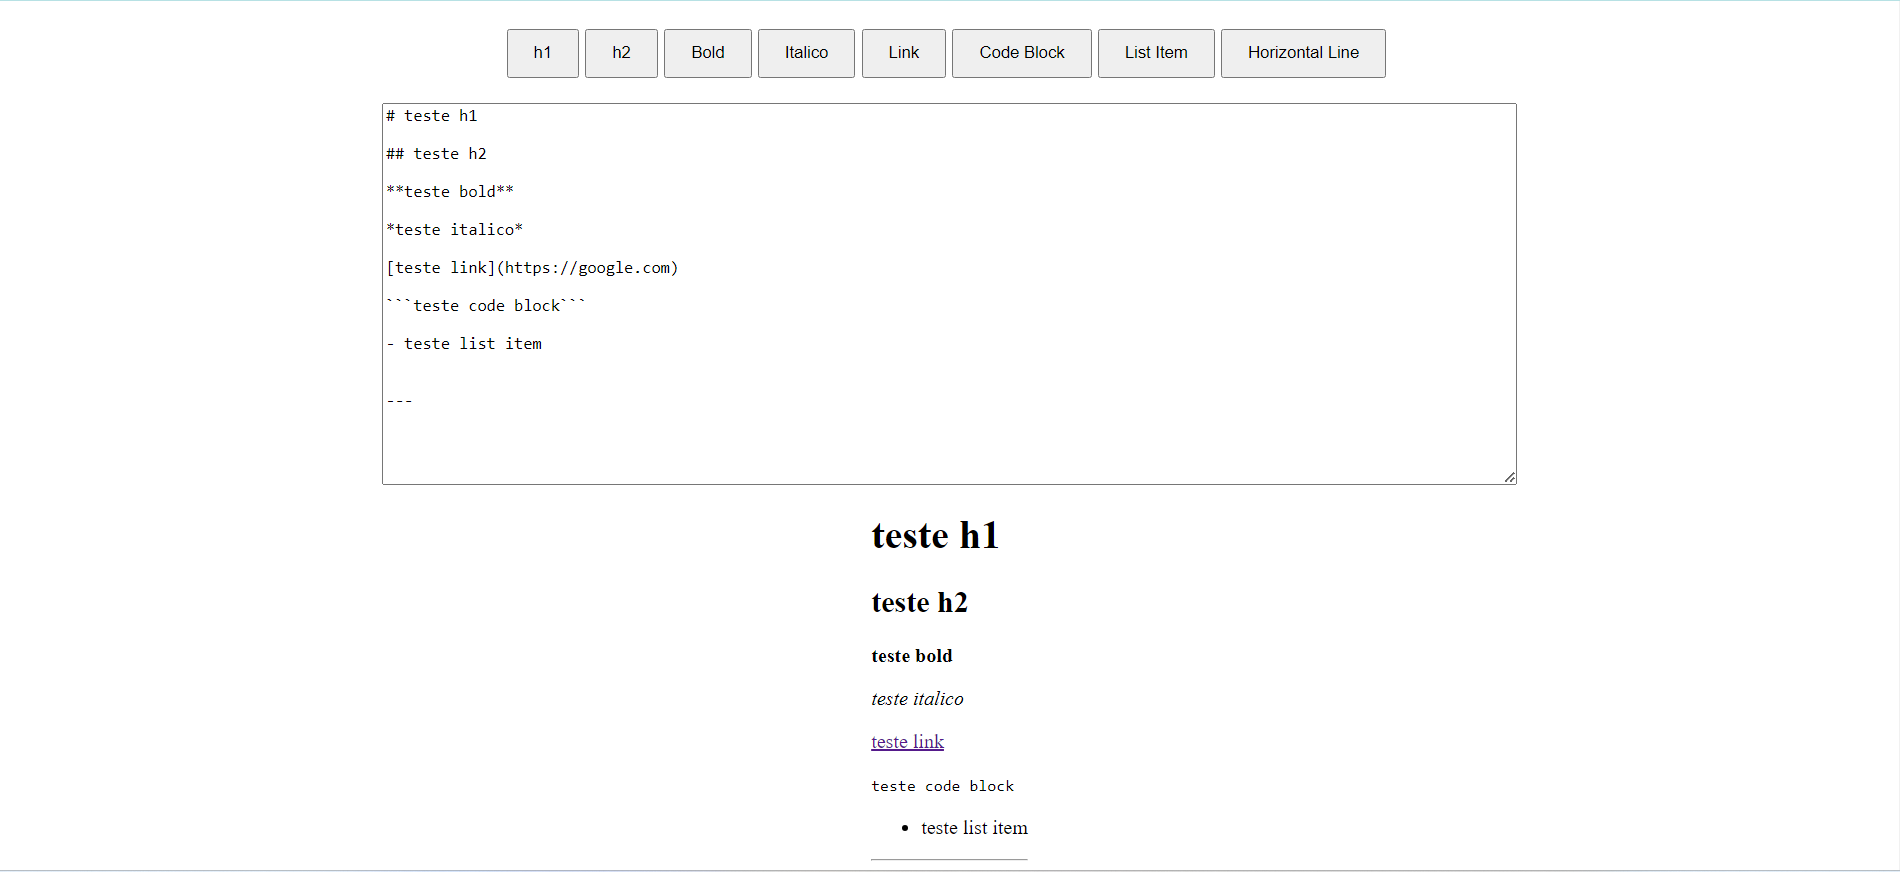 h1 h2 Bold Italico Link Code Block List Item Horizontal Line
# teste h1
## teste h2
**teste bold**
*teste italico*
[teste link](https://google.com)
```teste code block```
- teste list item
---
teste h1
teste h2
teste bold
teste italico
teste link
teste code block
• teste list item